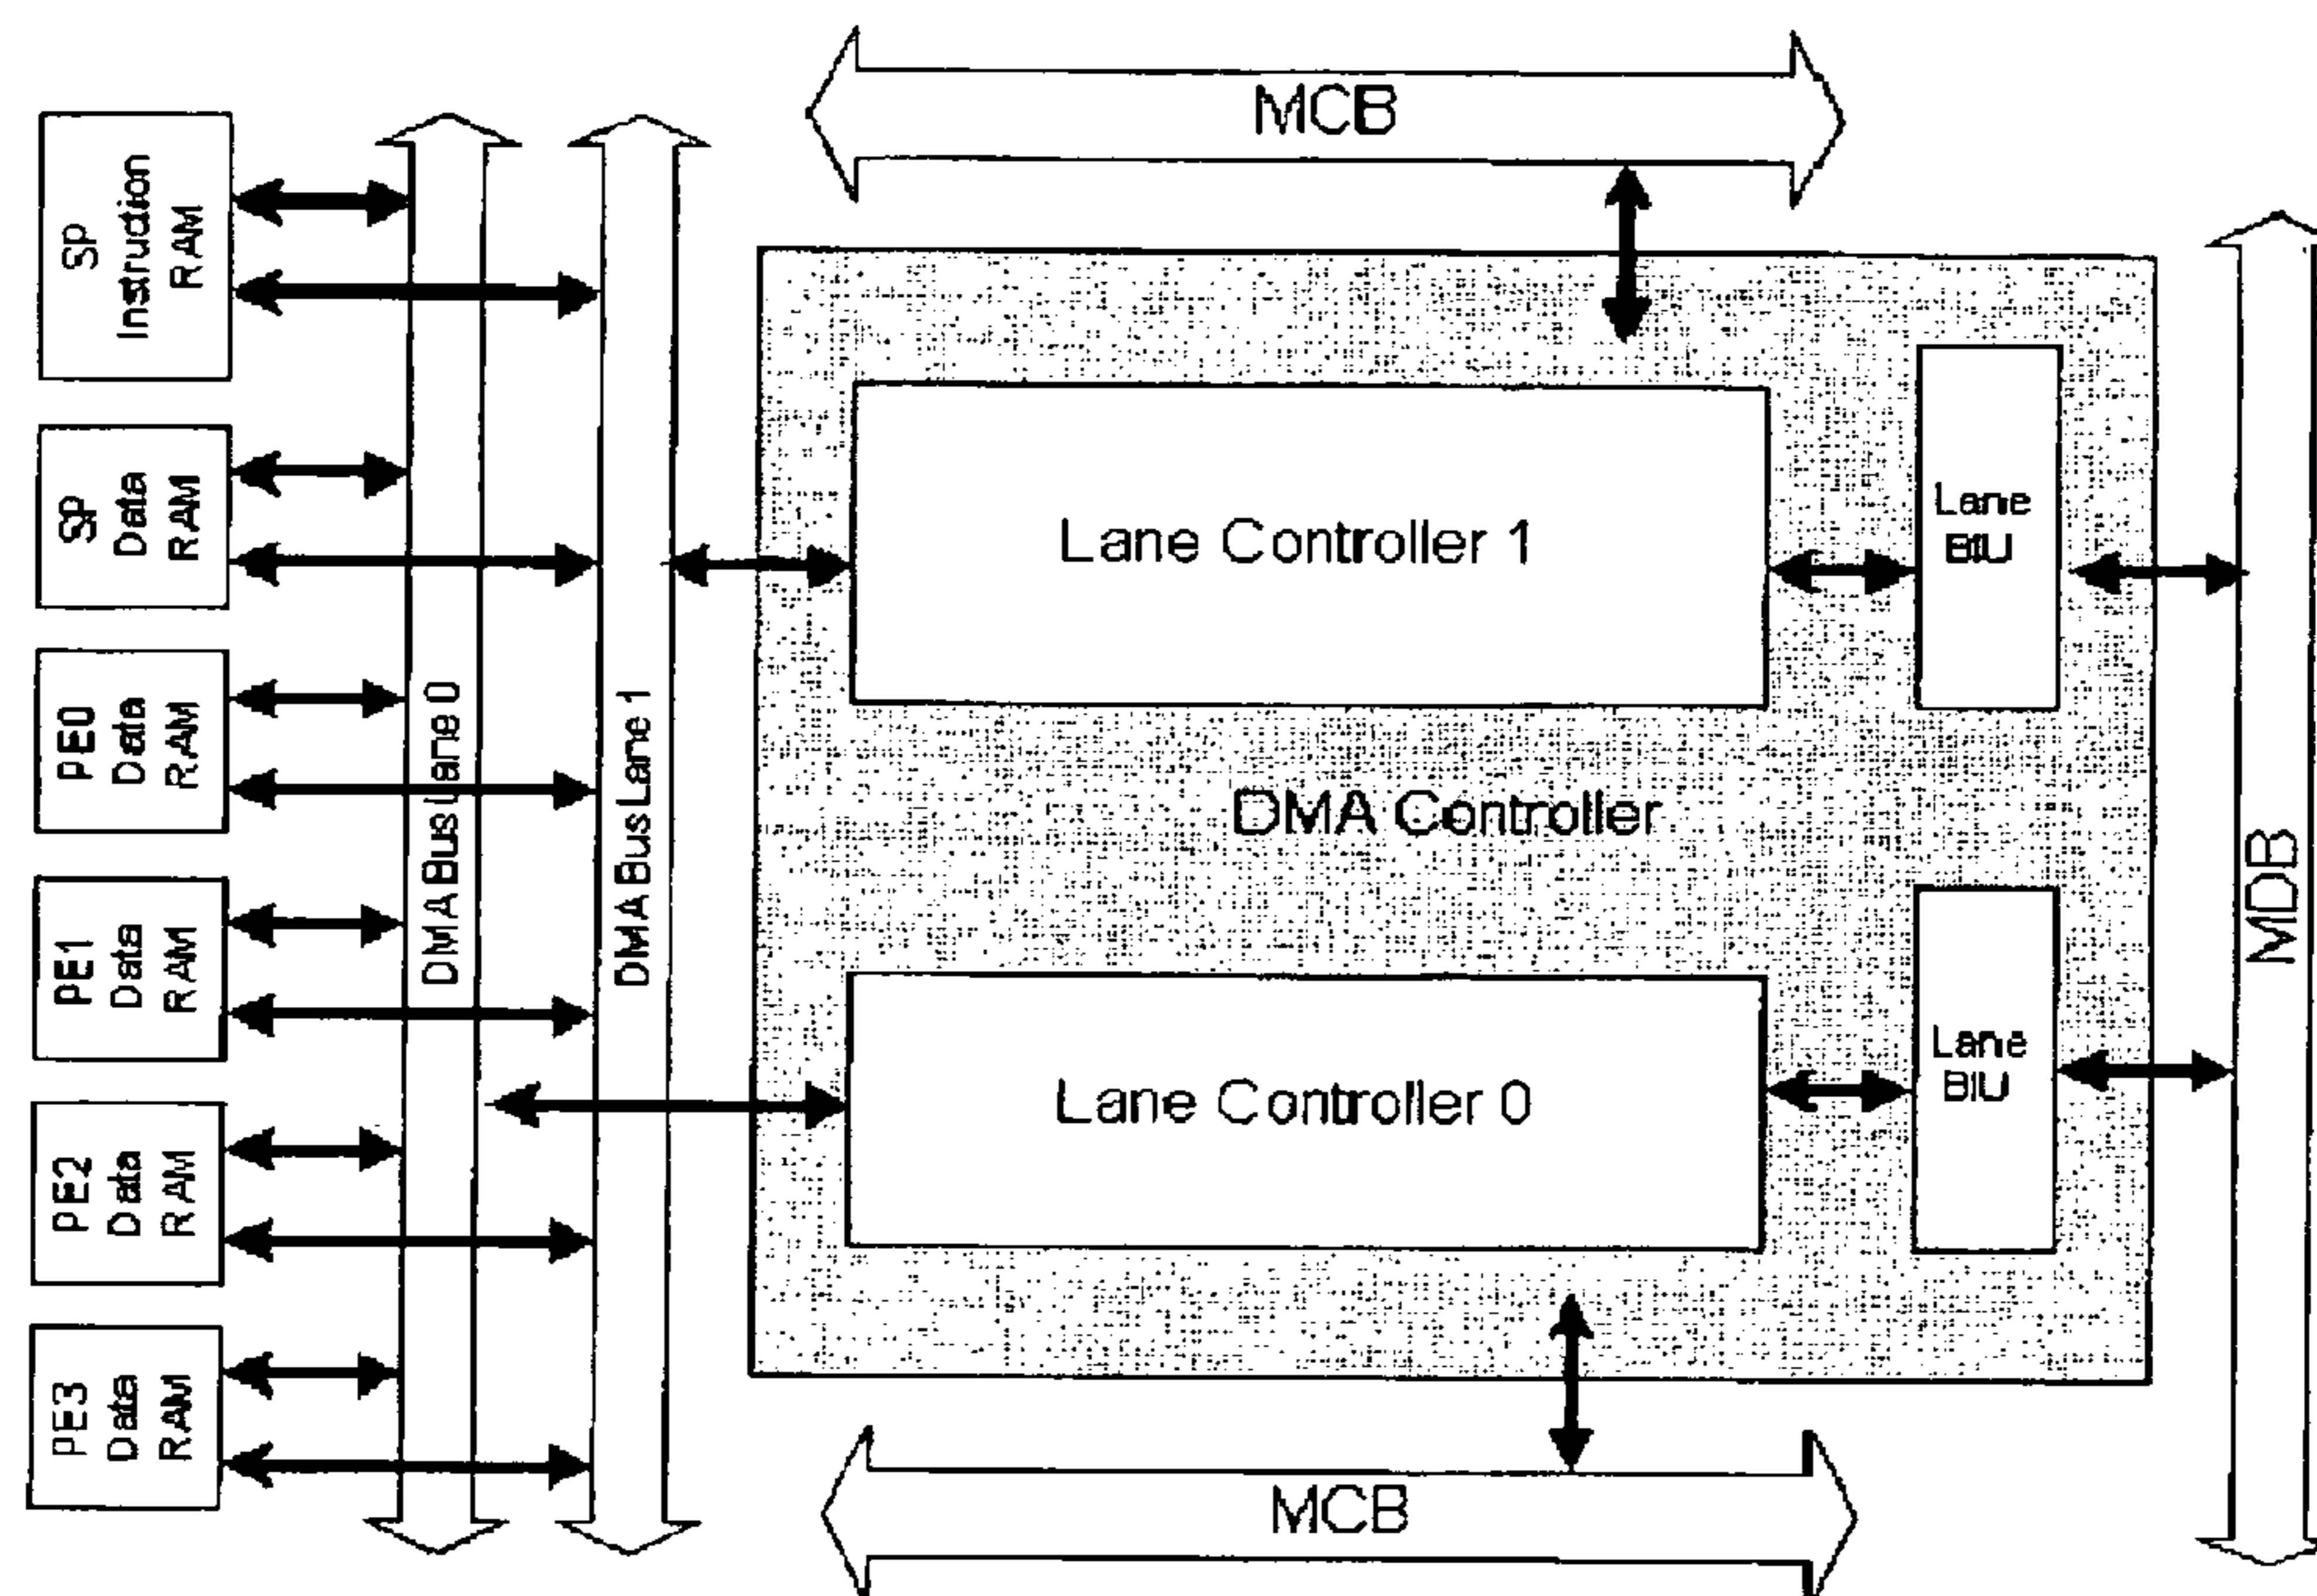 MCB
SP
Instruction
RAM
SP
Data
RAM
PE0
Data
RAM
PE1
Data
RAM
PE2
Data
RAM
PE3
Data
RAM
DMA Bus Lane 0
DMA Bus Lane 1
Lane Controller 1
Lane
BIU
DMA Controller
Lane Controller 0
Lane
BIU
MDB
MCB